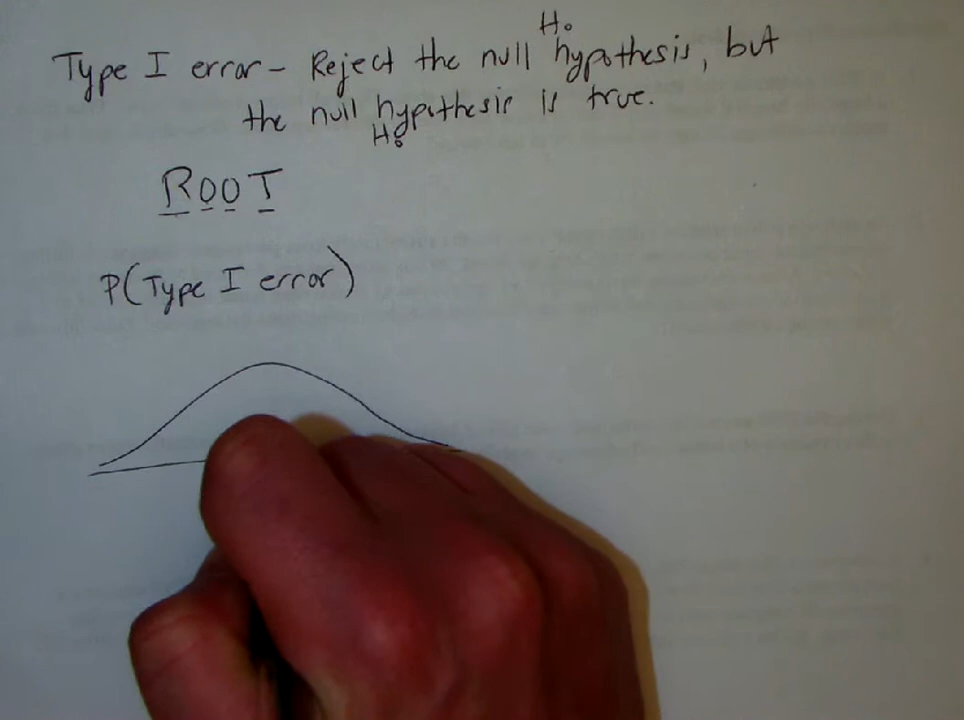 H₀
Type I error - Reject the null hypothesis, but
the null hypothesis is true.
H₀
ROOT
P(Type I error)